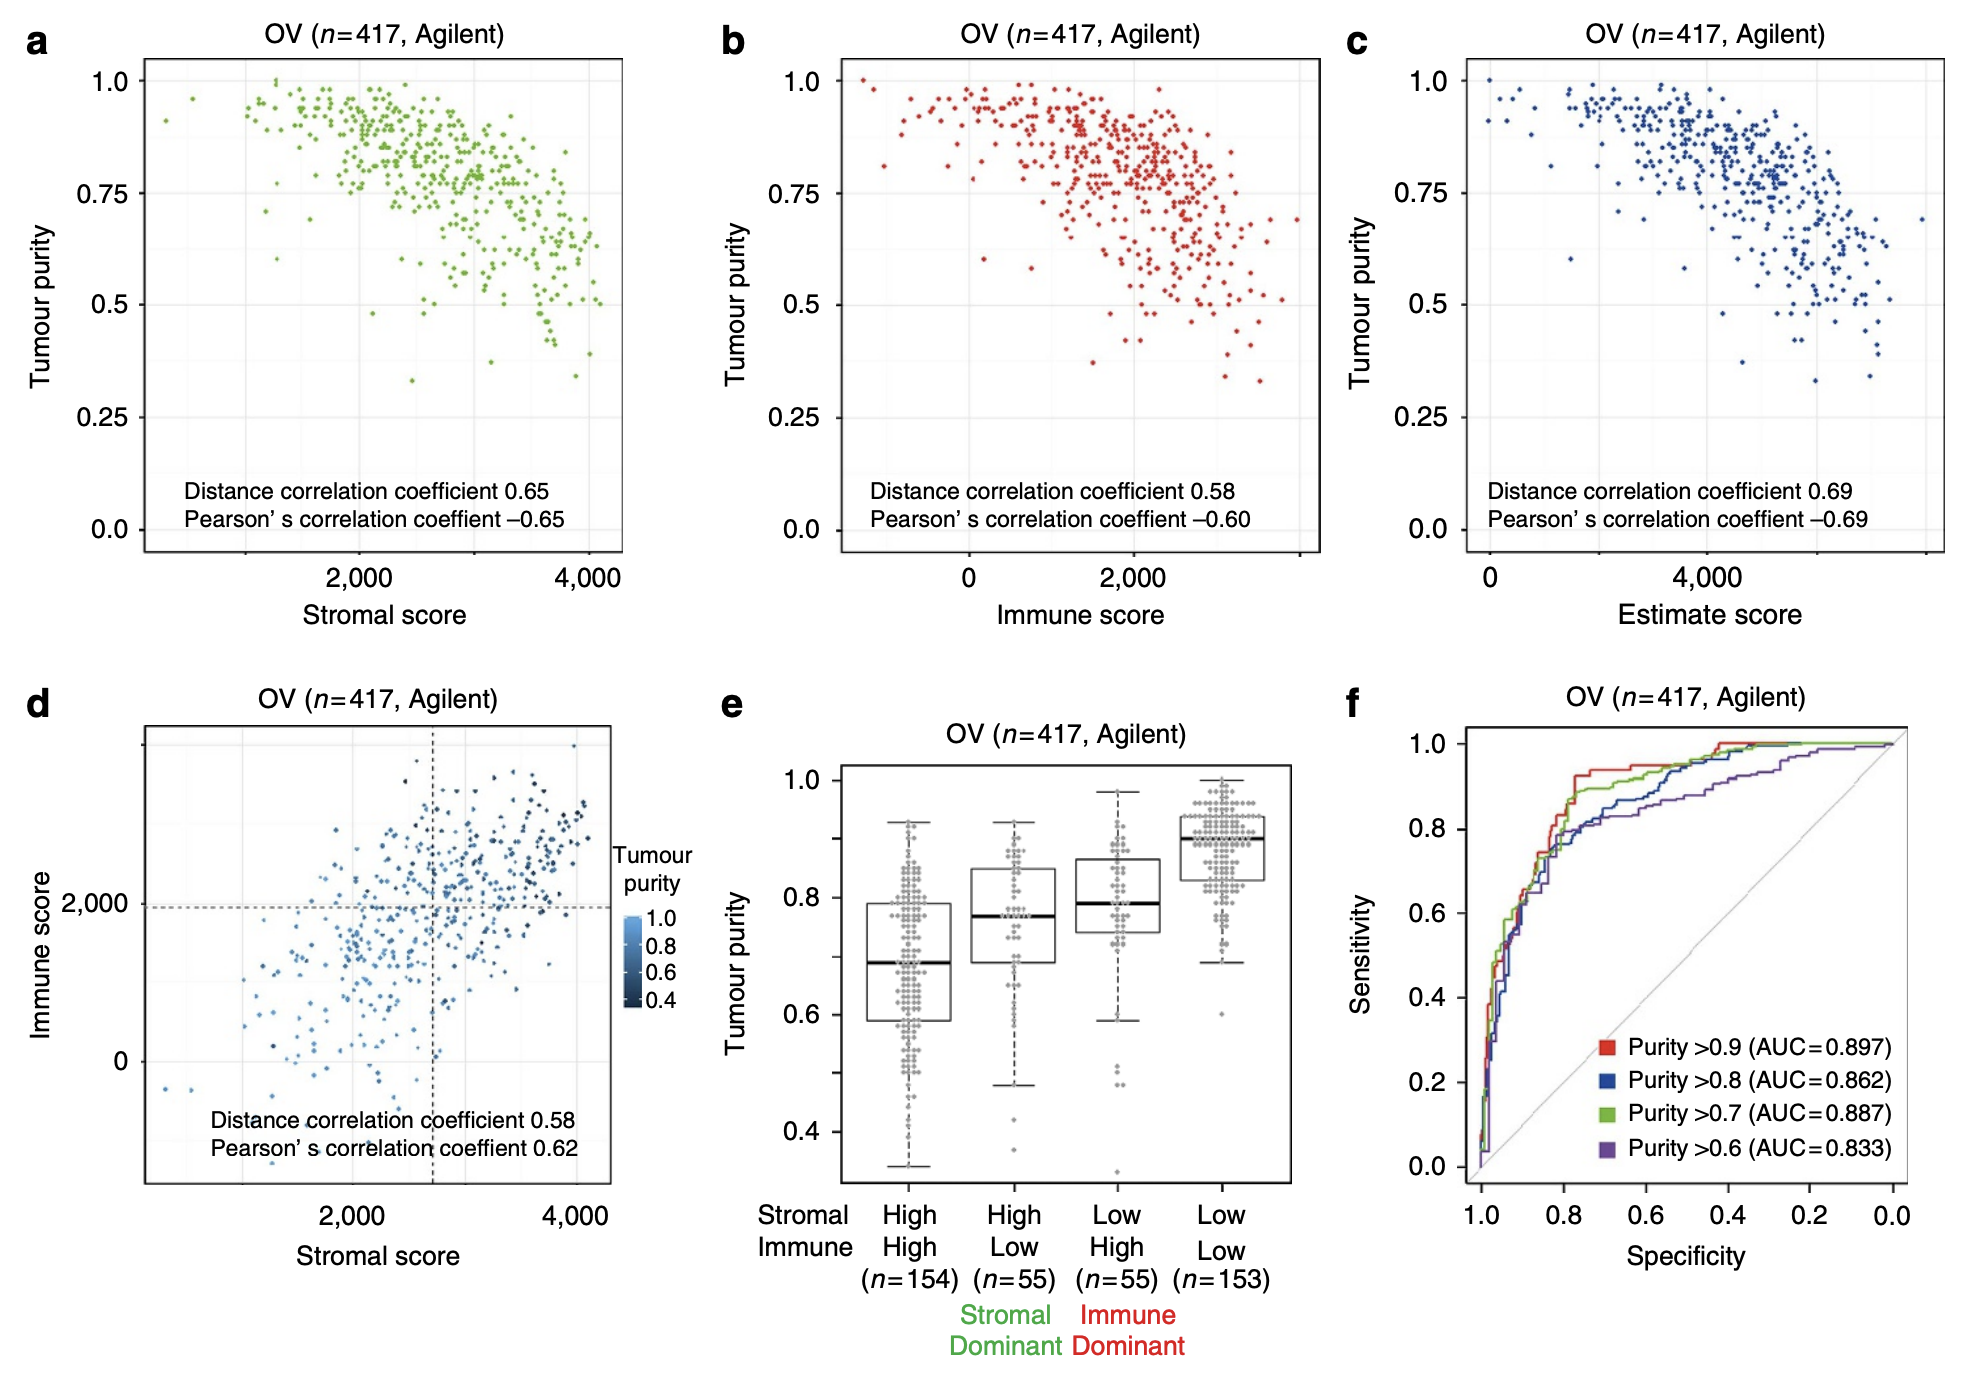 a
OV (n=417, Agilent)
1.0
0.75
0.5
0.25
0.0
Tumour purity
Distance correlation coefficient 0.65
Pearson' s correlation coeffient –0.65
2,000
4,000
Stromal score
b
OV (n=417, Agilent)
1.0
0.75
0.5
0.25
0.0
Tumour purity
Distance correlation coefficient 0.58
Pearson' s correlation coeffient –0.60
0
2,000
Immune score
c
OV (n=417, Agilent)
1.0
0.75
0.5
0.25
0.0
Tumour purity
Distance correlation coefficient 0.69
Pearson' s correlation coeffient –0.69
0
4,000
Estimate score
d
OV (n=417, Agilent)
2,000
0
Immune score
Distance correlation coefficient 0.58
Pearson' s correlation coeffient 0.62
2,000
4,000
Stromal score
Tumour
purity
1.0
0.8
0.6
0.4
e
OV (n=417, Agilent)
1.0
0.8
0.6
0.4
Tumour purity
Stromal High High Low Low
Immune High Low High Low
(n=154) (n=55) (n=55) (n=153)
Stromal Immune
Dominant Dominant
f
OV (n=417, Agilent)
1.0
0.8
0.6
0.4
0.2
0.0
Sensitivity
Purity >0.9 (AUC=0.897)
Purity >0.8 (AUC=0.862)
Purity >0.7 (AUC=0.887)
Purity >0.6 (AUC=0.833)
1.0 0.8 0.6 0.4 0.2 0.0
Specificity